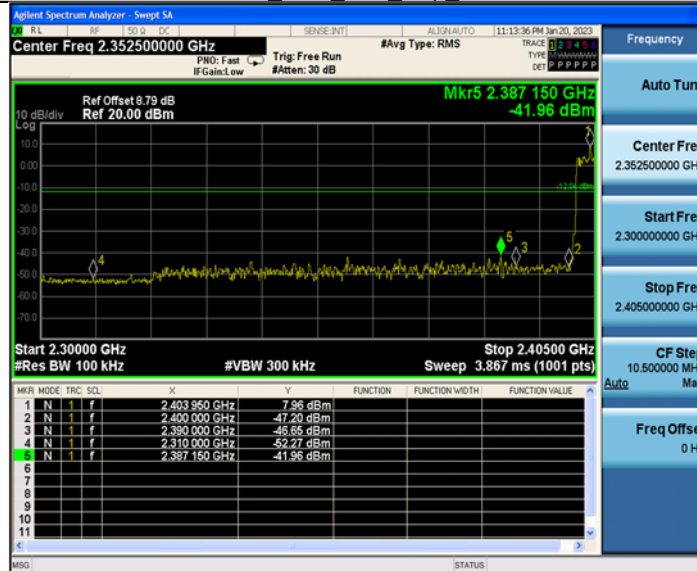 Agilent Spectrum Analyzer - Swept SA
RL RF 50 Ω DC SENSE:INT ALIGNAUTO 11:13:36 PM Jan 20, 2023
Center Freq 2.352500000 GHz #Avg Type: RMS TRACE 1 2 3 4 5 6
PNO: Fast Trig: Free Run TYPE
IFGain:Low #Atten: 30 dB DET P P P P P P
Mkr5 2.387 150 GHz
-41.96 dBm
Ref Offset 8.79 dB
10 dB/div Ref 20.00 dBm
Log
10.0
0.00
-10.0
-12.04 dBm
-20.0
-30.0
-40.0
-50.0
-60.0
-70.0
4
5
3
2
Start 2.30000 GHz Stop 2.40500 GHz
#Res BW 100 kHz #VBW 300 kHz Sweep 3.867 ms (1001 pts)
MKR MODE TRC SCL X Y FUNCTION FUNCTION WIDTH FUNCTION VALUE
1 N 1 f 2.403 950 GHz 7.96 dBm
2 N 1 f 2.400 000 GHz -47.20 dBm
3 N 1 f 2.390 000 GHz -46.65 dBm
4 N 1 f 2.310 000 GHz -52.27 dBm
5 N 1 f 2.387 150 GHz -41.96 dBm
6
7
8
9
10
11
MSG STATUS
Frequency
Auto Tun
Center Fre
2.352500000 GH
Start Fre
2.300000000 GH
Stop Fre
2.405000000 GH
CF Ste
10.500000 MH
Auto Ma
Freq Offse
0 H